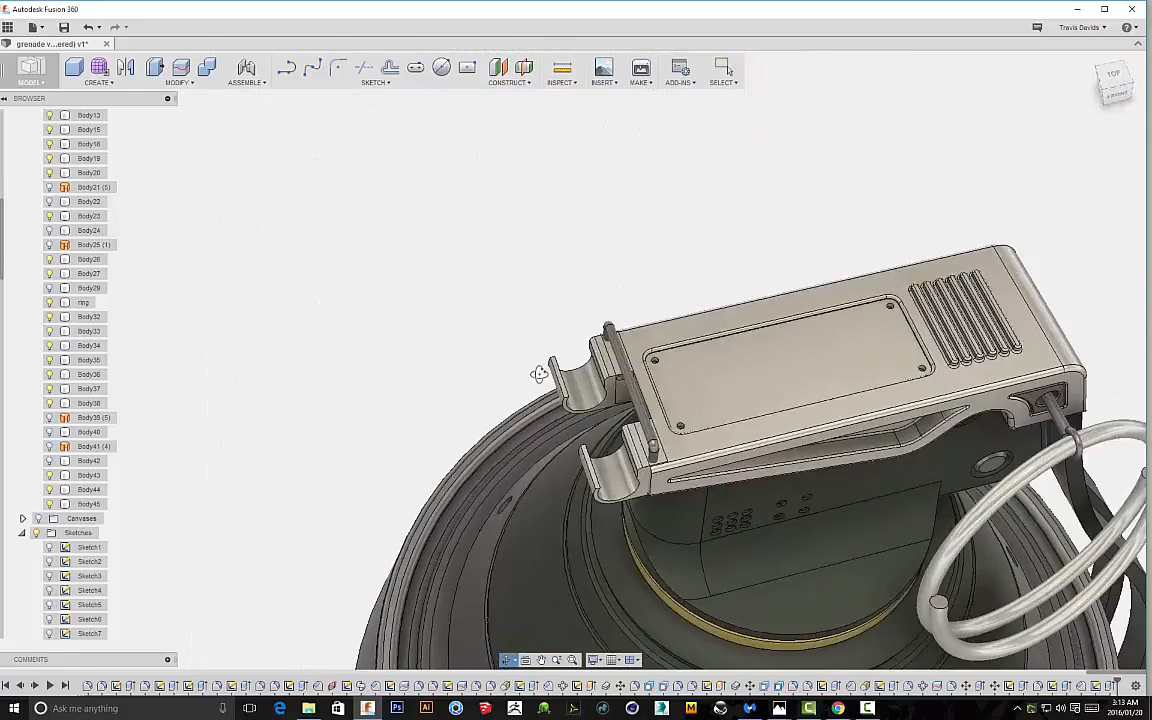 Autodesk Fusion 360
Travis Davids
grenade v...ered) v1*
MODEL
CREATE
MODIFY
ASSEMBLE
SKETCH
CONSTRUCT
INSPECT
INSERT
MAKE
ADD-INS
SELECT
TOP
FRONT
BROWSER
Body13
Body15
Body18
Body19
Body20
Body21 (5)
Body22
Body23
Body24
Body25 (1)
Body26
Body27
Body29
ring
Body32
Body33
Body34
Body35
Body36
Body37
Body38
Body39 (5)
Body40
Body41 (4)
Body42
Body43
Body44
Body45
Canvases
Sketches
Sketch1
Sketch2
Sketch3
Sketch4
Sketch5
Sketch6
Sketch7
COMMENTS
Ask me anything
3:13 AM
2016/01/20